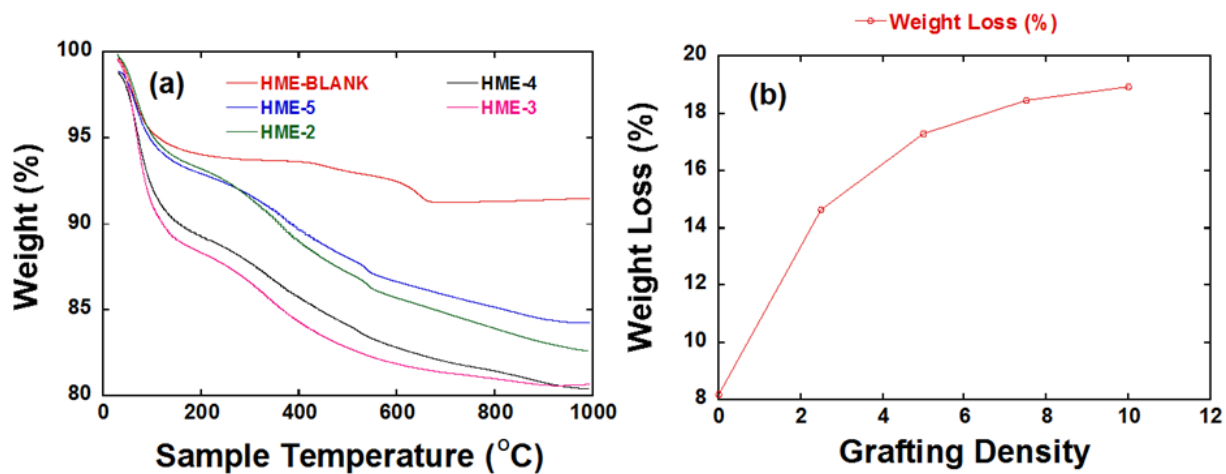 (a)
HME-BLANK
HME-4
HME-5
HME-3
HME-2
100
95
90
85
80
Weight (%)
0 200 400 600 800 1000
Sample Temperature (°C)
Weight Loss (%)
(b)
20
18
16
14
12
10
8
Weight Loss (%)
0 2 4 6 8 10 12
Grafting Density